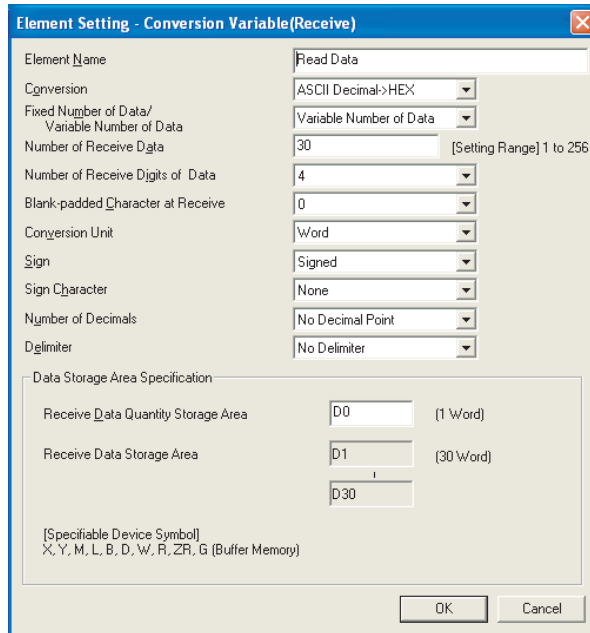 Element Setting - Conversion Variable(Receive)
Element Name Read Data
Conversion ASCII Decimal->HEX
Fixed Number of Data/
Variable Number of Data Variable Number of Data
Number of Receive Data 30 [Setting Range] 1 to 256
Number of Receive Digits of Data 4
Blank-padded Character at Receive 0
Conversion Unit Word
Sign Signed
Sign Character None
Number of Decimals No Decimal Point
Delimiter No Delimiter
Data Storage Area Specification
Receive Data Quantity Storage Area D0 (1 Word)
Receive Data Storage Area D1 (30 Word)
D30
[Specifiable Device Symbol]
X, Y, M, L, B, D, W, R, ZR, G (Buffer Memory)
OK Cancel